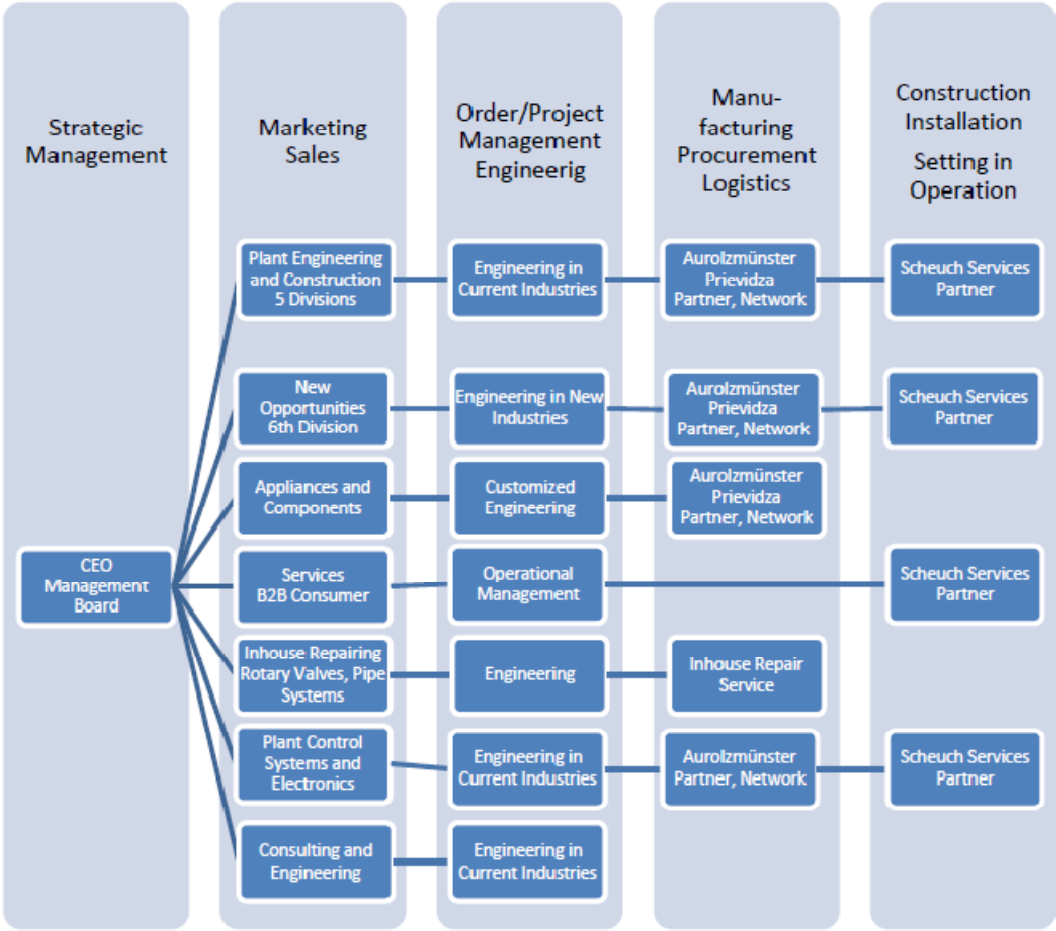 Strategic
Management
Marketing
Sales
Order/Project
Management
Engineerig
Manu-
facturing
Procurement
Logistics
Construction
Installation
Setting in
Operation
Plant Engineering
and Construction
5 Divisions
Engineering in
Current Industries
Aurolzmünster
Prievidza
Partner, Network
Scheuch Services
Partner
New
Opportunities
6th Division
Engineering in New
Industries
Aurolzmünster
Prievidza
Partner, Network
Scheuch Services
Partner
Appliances and
Components
Customized
Engineering
Aurolzmünster
Prievidza
Partner, Network
CEO
Management
Board
Services
B2B Consumer
Operational
Management
Scheuch Services
Partner
Inhouse Repairing
Rotary Valves, Pipe
Systems
Engineering
Inhouse Repair
Service
Plant Control
Systems and
Electronics
Engineering in
Current Industries
Aurolzmünster
Partner, Network
Scheuch Services
Partner
Consulting and
Engineering
Engineering in
Current Industries